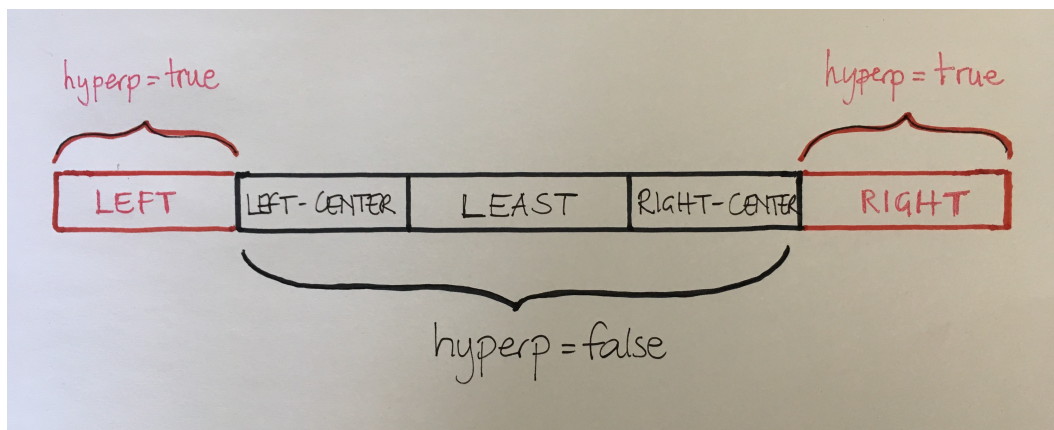 hyperp=true
hyperp=true
LEFT
LEFT-CENTER
LEAST
RIGHT-CENTER
RIGHT
hyperp=false